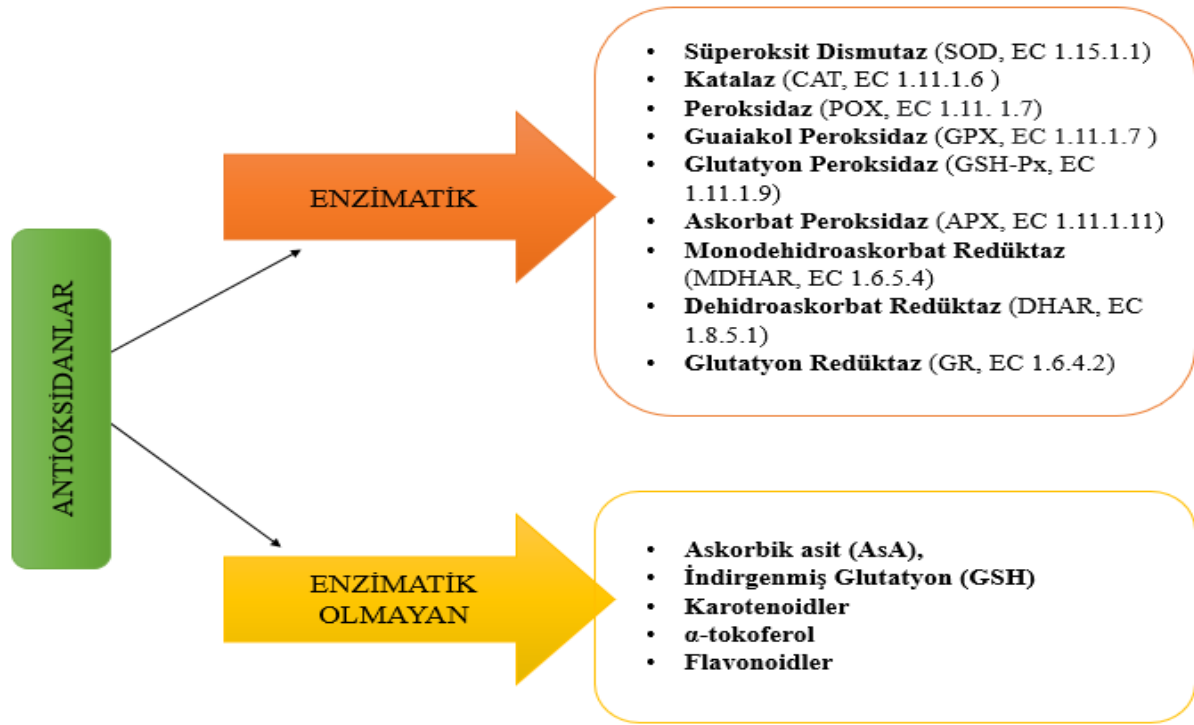 ANTİOKSİDANLAR
ENZİMATİK
• Süperoksit Dismutaz (SOD, EC 1.15.1.1)
• Katalaz (CAT, EC 1.11.1.6 )
• Peroksidaz (POX, EC 1.11. 1.7)
• Guaiakol Peroksidaz (GPX, EC 1.11.1.7 )
• Glutatyon Peroksidaz (GSH-Px, EC
1.11.1.9)
• Askorbat Peroksidaz (APX, EC 1.11.1.11)
• Monodehidroaskorbat Redüktaz
(MDHAR, EC 1.6.5.4)
• Dehidroaskorbat Redüktaz (DHAR, EC
1.8.5.1)
• Glutatyon Redüktaz (GR, EC 1.6.4.2)
ENZİMATİK
OLMAYAN
• Askorbik asit (AsA),
• İndirgenmiş Glutatyon (GSH)
• Karotenoidler
• α-tokoferol
• Flavonoidler